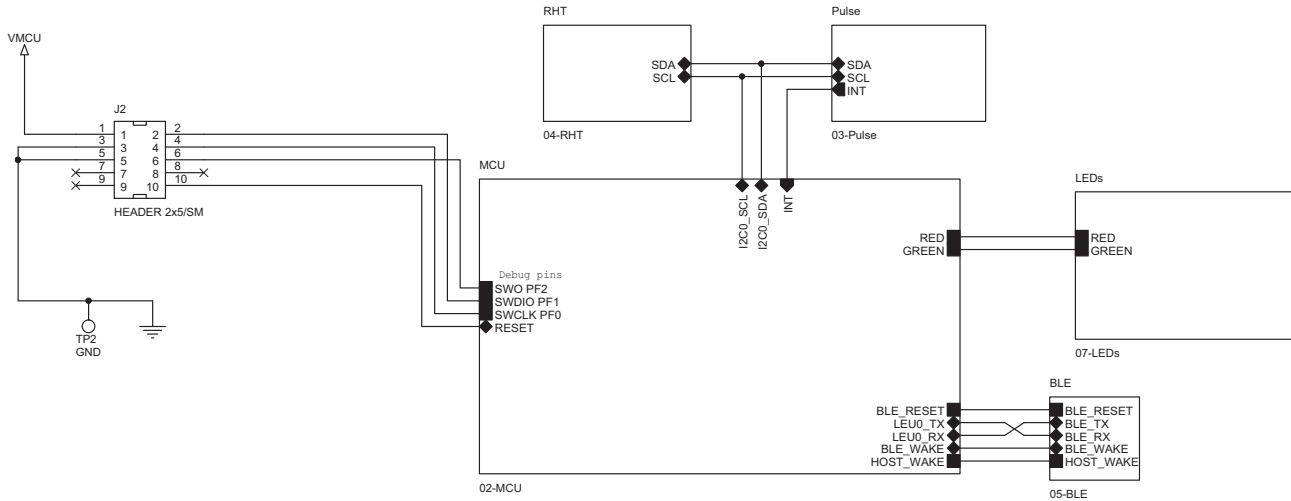 RHT
Pulse
VMCU
SDA
SCL
SDA
SCL
INT
J2
04-RHT
03-Pulse
1 1 2 2
3 3 4 4
5 5 6 6
7 7 8 8
9 9 10 10
HEADER 2x5/SM
MCU
I2C0_SCL
I2C0_SDA
INT
LEDs
RED
GREEN
RED
GREEN
Debug pins
SWO PF2
SWDIO PF1
SWCLK PF0
RESET
TP2
GND
07-LEDs
BLE
BLE_RESET
LEU0_TX
LEU0_RX
BLE_WAKE
HOST_WAKE
BLE_RESET
BLE_TX
BLE_RX
BLE_WAKE
HOST_WAKE
02-MCU
05-BLE